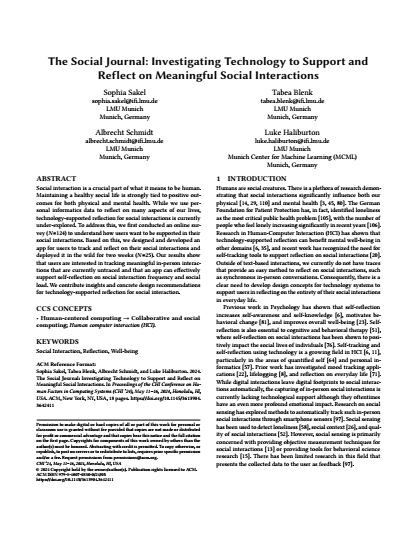 The Social Journal: Investigating Technology to Support and
Reflect on Meaningful Social Interactions
Sophia Sakel
sophia.sakel@ifi.lmu.de
LMU Munich
Munich, Germany
Tabea Blenk
tabea.blenk@ifi.lmu.de
LMU Munich
Munich, Germany
Albrecht Schmidt
albrecht.schmidt@ifi.lmu.de
LMU Munich
Munich, Germany
Luke Haliburton
luke.haliburton@ifi.lmu.de
LMU Munich
Munich Center for Machine Learning (MCML)
Munich, Germany
ABSTRACT
Social interaction is a crucial part of what it means to be human.
Maintaining a healthy social life is strongly tied to positive out-
comes for both physical and mental health. While we use per-
sonal informatics data to reflect on many aspects of our lives,
technology-supported reflection for social interactions is currently
under-explored. To address this, we first conducted an online sur-
vey (N=124) to understand how users want to be supported in their
social interactions. Based on this, we designed and developed an
app for users to track and reflect on their social interactions and
deployed it in the wild for two weeks (N=25). Our results show
that users are interested in tracking meaningful in-person interac-
tions that are currently untraced and that an app can effectively
support self-reflection on social interaction frequency and social
load. We contribute insights and concrete design recommendations
for technology-supported reflection for social interaction.
CCS CONCEPTS
• Human-centered computing → Collaborative and social
computing; Human computer interaction (HCI).
KEYWORDS
Social Interaction, Reflection, Well-being
ACM Reference Format:
Sophia Sakel, Tabea Blenk, Albrecht Schmidt, and Luke Haliburton. 2024.
The Social Journal: Investigating Technology to Support and Reflect on
Meaningful Social Interactions. In Proceedings of the CHI Conference on Hu-
man Factors in Computing Systems (CHI '24), May 11–16, 2024, Honolulu, HI,
USA. ACM, New York, NY, USA, 18 pages. https://doi.org/10.1145/3613904.
3642411
Permission to make digital or hard copies of all or part of this work for personal or
classroom use is granted without fee provided that copies are not made or distributed
for profit or commercial advantage and that copies bear this notice and the full citation
on the first page. Copyrights for components of this work owned by others than the
author(s) must be honored. Abstracting with credit is permitted. To copy otherwise, or
republish, to post on servers or to redistribute to lists, requires prior specific permission
and/or a fee. Request permissions from permissions@acm.org.
CHI '24, May 11–16, 2024, Honolulu, HI, USA
© 2024 Copyright held by the owner/author(s). Publication rights licensed to ACM.
https://doi.org/10.1145/3613904.3642411
1 INTRODUCTION
Humans are social creatures. There is a plethora of research demon-
strating that social interactions significantly influence both our
physical [14, 29, 110] and mental health [3, 45, 80]. The German
Foundation for Patient Protection has, in fact, identified loneliness
as the most critical public health problem [105], with the number of
people who feel lonely increasing significantly in recent years [106].
Research in Human-Computer Interaction (HCI) has shown that
technology-supported reflection can benefit mental well-being in
other domains [6, 35], and recent work has recognized the need for
self-tracking tools to support reflection on social interactions [20].
Outside of text-based interactions, we currently do not have traces
that provide an easy method to reflect on social interactions, such
as synchronous in-person interactions. Consequently, there is a
clear need to develop design concepts for technology systems to
support users in reflecting on the entirety of their social interactions
in everyday life.
Previous work in Psychology has shown that self-reflection
increases self-awareness and self-knowledge [6], motivates be-
havioral change [81], and improves overall well-being [23]. Self-
reflection is also essential to cognitive and behavioral therapy [51],
where self-reflection on social interactions has been shown to posi-
tively impact the social lives of individuals [76]. Self-tracking and
self-reflection using technology is a growing field in HCI [6, 11],
particularly in the areas of quantified self [64] and personal in-
formatics [57]. Prior work has investigated mood tracking appli-
cations [22], lifelogging [8], and reflection on everyday life [71].
While digital interactions leave digital footprints to social interac-
tions automatically, the capturing of in-person social interactions is
currently lacking technological support although they oftentimes
have an even more profound emotional impact. Research on social
sensing has explored methods to automatically track such in-person
social interactions through smartphone sensors [97]. Social sensing
has been used to detect loneliness [58], social context [26], and qual-
ity of social interactions [52]. However, social sensing is primarily
concerned with providing objective measurement for social
interactions [13] or providing tools for behavioral science
research [15]. There has been limited research in this field that
presents the collected data to the user as feedback [97].